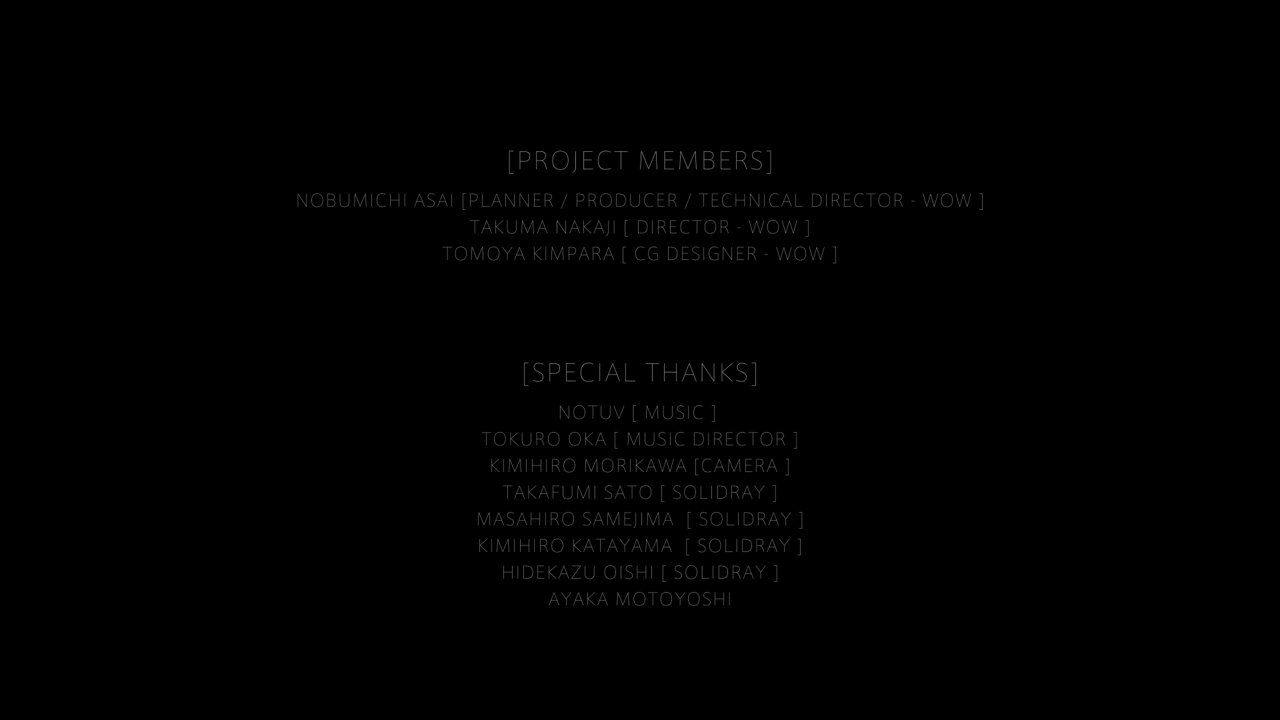 [PROJECT MEMBERS]
NOBUMICHI ASAI [PLANNER / PRODUCER / TECHNICAL DIRECTOR - WOW ]
TAKUMA NAKAJI [ DIRECTOR - WOW ]
TOMOYA KIMPARA [ CG DESIGNER - WOW ]
[SPECIAL THANKS]
NOTUV [ MUSIC ]
TOKURO OKA [ MUSIC DIRECTOR ]
KIMIHIRO MORIKAWA [CAMERA ]
TAKAFUMI SATO [ SOLIDRAY ]
MASAHIRO SAMEJIMA  [ SOLIDRAY ]
KIMIHIRO KATAYAMA  [ SOLIDRAY ]
HIDEKAZU OISHI [ SOLIDRAY ]
AYAKA MOTOYOSHI